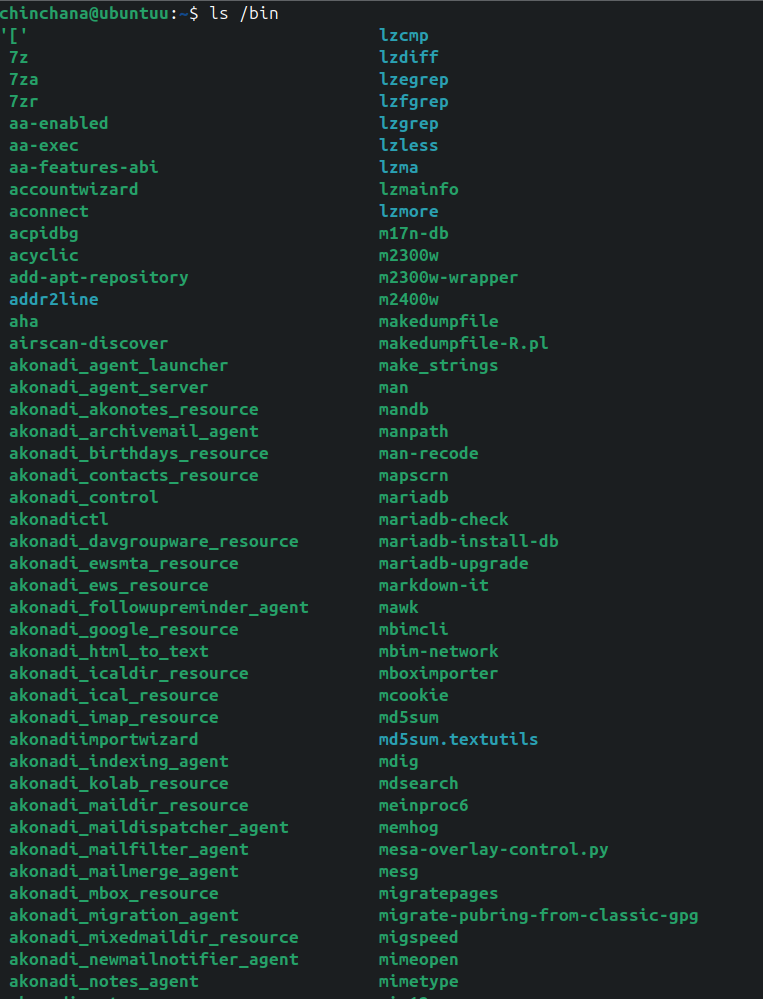 chinchana@ubuntuu:~$ ls /bin
'[' lzcmp
7z lzdiff
7za lzegrep
7zr lzfgrep
aa-enabled lzgrep
aa-exec lzless
aa-features-abi lzma
accountwizard lzmainfo
aconnect lzmore
acpidbg m17n-db
acyclic m2300w
add-apt-repository m2300w-wrapper
addr2line m2400w
aha makedumpfile
airscan-discover makedumpfile-R.pl
akonadi_agent_launcher make_strings
akonadi_agent_server man
akonadi_akonotes_resource mandb
akonadi_archivemail_agent manpath
akonadi_birthdays_resource man-recode
akonadi_contacts_resource mapscrn
akonadi_control mariadb
akonadictl mariadb-check
akonadi_davgroupware_resource mariadb-install-db
akonadi_ewsmta_resource mariadb-upgrade
akonadi_ews_resource markdown-it
akonadi_followupreminder_agent mawk
akonadi_google_resource mbimcli
akonadi_html_to_text mbim-network
akonadi_icaldir_resource mboximporter
akonadi_ical_resource mcookie
akonadi_imap_resource md5sum
akonadiimportwizard md5sum.textutils
akonadi_indexing_agent mdig
akonadi_kolab_resource mdsearch
akonadi_maildir_resource meinproc6
akonadi_maildispatcher_agent memhog
akonadi_mailfilter_agent mesa-overlay-control.py
akonadi_mailmerge_agent mesg
akonadi_mbox_resource migratepages
akonadi_migration_agent migrate-pubring-from-classic-gpg
akonadi_mixedmaildir_resource migspeed
akonadi_newmailnotifier_agent mimeopen
akonadi_notes_agent mimetype